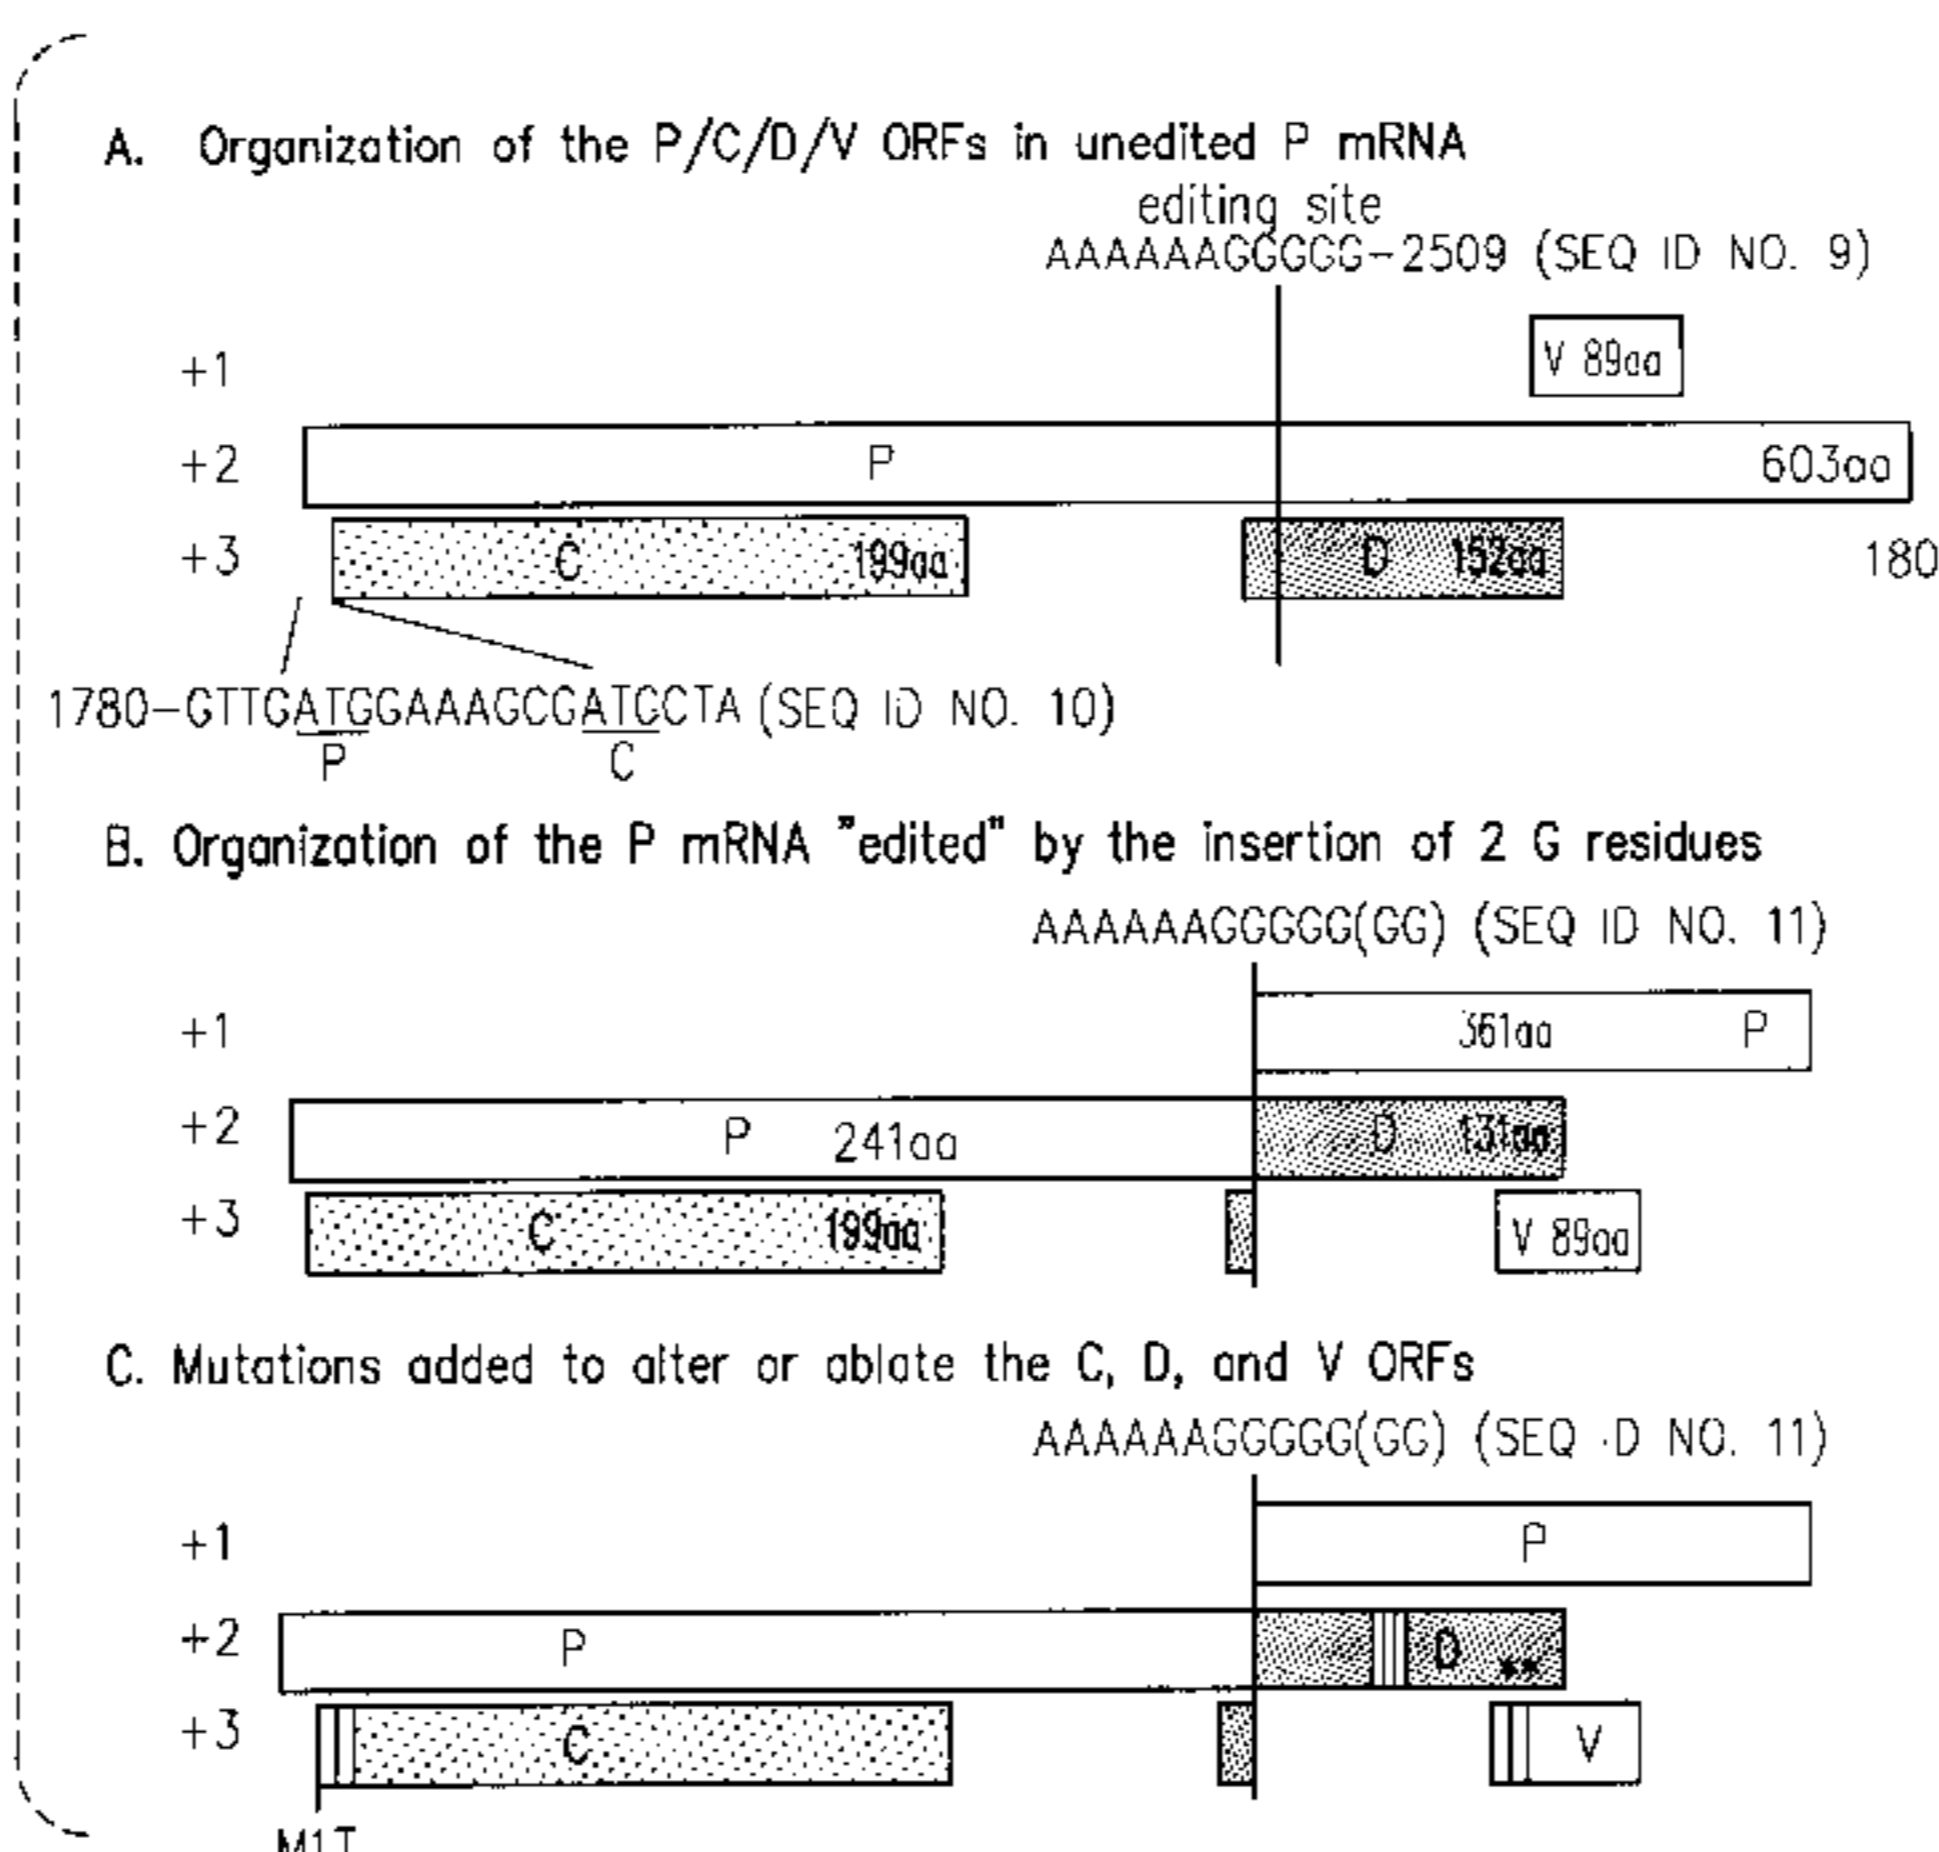 A. Organization of the P/C/D/V ORFs in unedited P mRNA
editing site
AAAAAAGGGGG-2509 (SEQ ID NO. 9)
+1
V 89aa
+2
P
603aa
+3
C
199aa
D
152aa
180
1780-GTTGATGGAAAGCGATGCTA (SEQ ID NO. 10)
P
C
B. Organization of the P mRNA "edited" by the insertion of 2 G residues
AAAAAAGGGGG(GG) (SEQ ID NO. 11)
+1
361aa
P
+2
P
241aa
D
131aa
+3
C
199aa
V 89aa
C. Mutations added to alter or ablate the C, D, and V ORFs
AAAAAAGGGGG(GG) (SEQ ID NO. 11)
+1
P
+2
P
D
**
+3
C
V
M1T